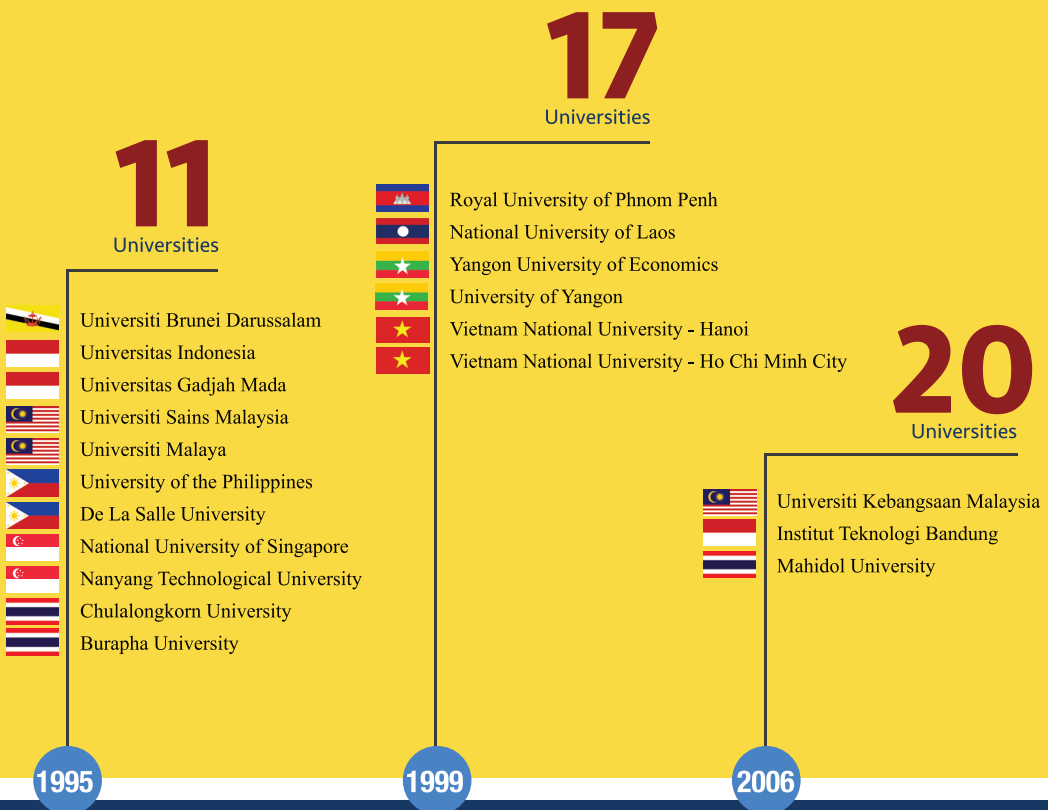 11
Universities
Universiti Brunei Darussalam
Universitas Indonesia
Universitas Gadjah Mada
Universiti Sains Malaysia
Universiti Malaya
University of the Philippines
De La Salle University
National University of Singapore
Nanyang Technological University
Chulalongkorn University
Burapha University
1995
17
Universities
Royal University of Phnom Penh
National University of Laos
Yangon University of Economics
University of Yangon
Vietnam National University - Hanoi
Vietnam National University - Ho Chi Minh City
1999
20
Universities
Universiti Kebangsaan Malaysia
Institut Teknologi Bandung
Mahidol University
2006